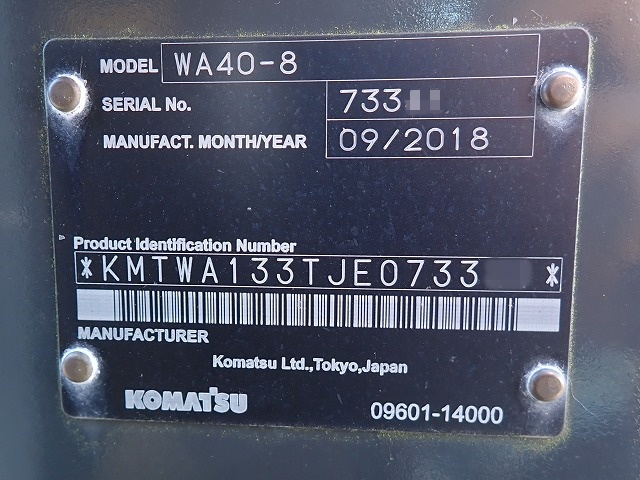 MODEL WA40-8
SERIAL No. 733
MANUFACT. MONTH/YEAR 09/2018
Product Identification Number
*KMTWA133TJE0733 *
MANUFACTURER
Komatsu Ltd.,Tokyo,Japan
KOMATSU 09601-14000